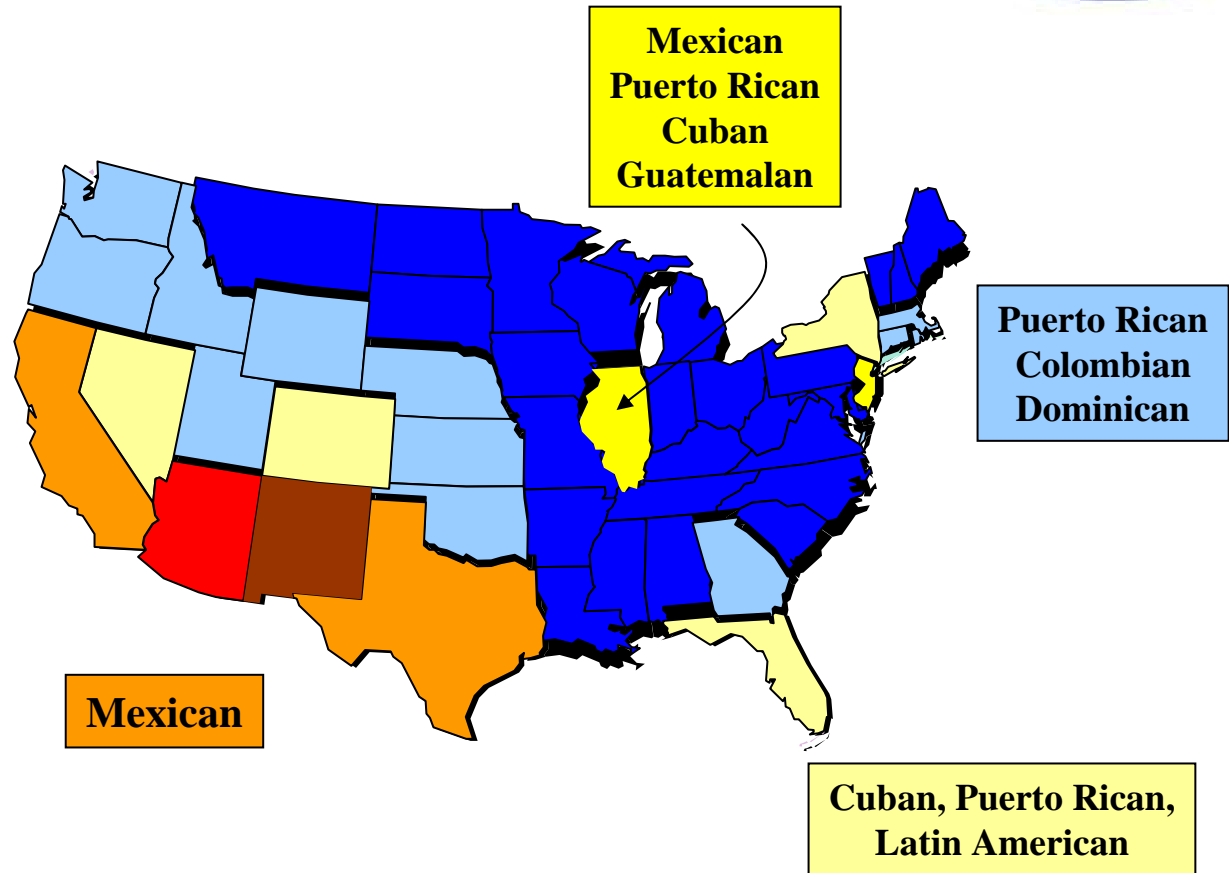 Mexican
Puerto Rican
Cuban
Guatemalan
Puerto Rican
Colombian
Dominican
Mexican
Cuban, Puerto Rican,
Latin American